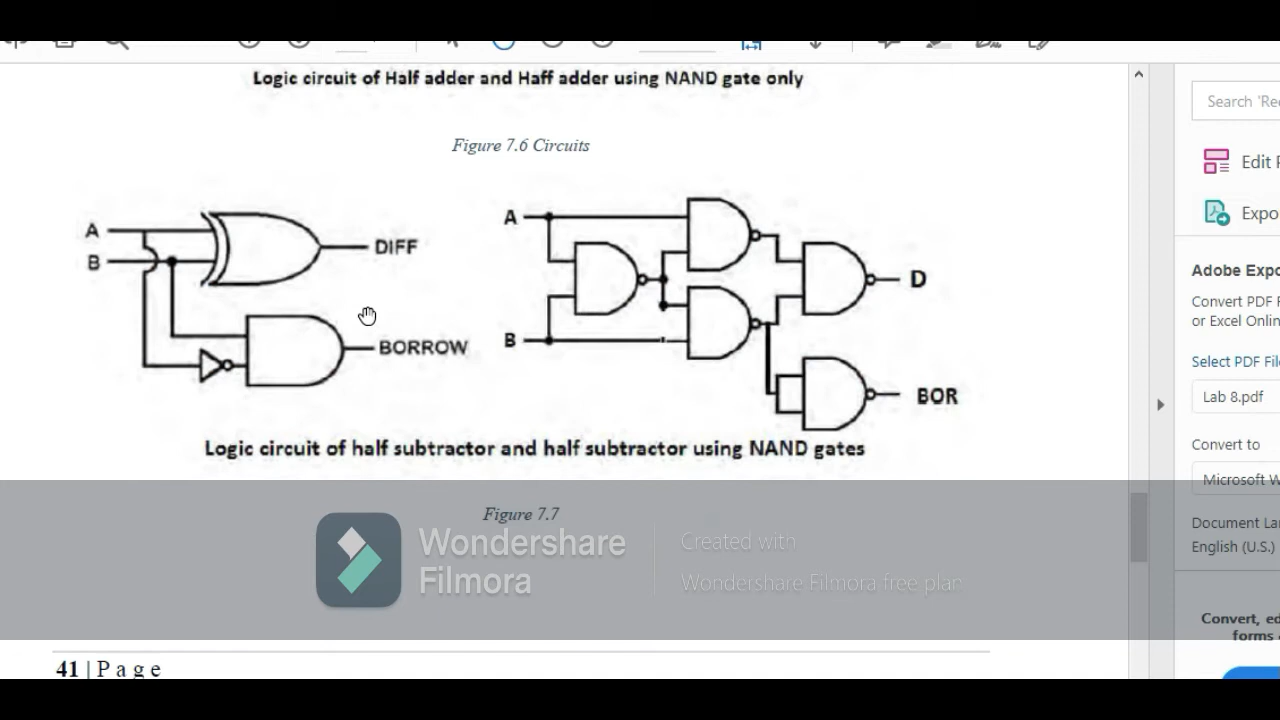 Logic circuit of Half adder and Haff adder using NAND gate only
Figure 7.6 Circuits
A
B
DIFF
BORROW
A
B
D
BOR
Logic circuit of half subtractor and half subtractor using NAND gates
Figure 7.7
Wondershare
Filmora
Created with
Wondershare Filmora free plan
41 | P a g e
Search 'Re
Edit P
Expo
Adobe Expo
Convert PDF F
or Excel Online
Select PDF File
Lab 8.pdf
Convert to
Microsoft W
Document Lan
English (U.S.)
Convert, ed
forms